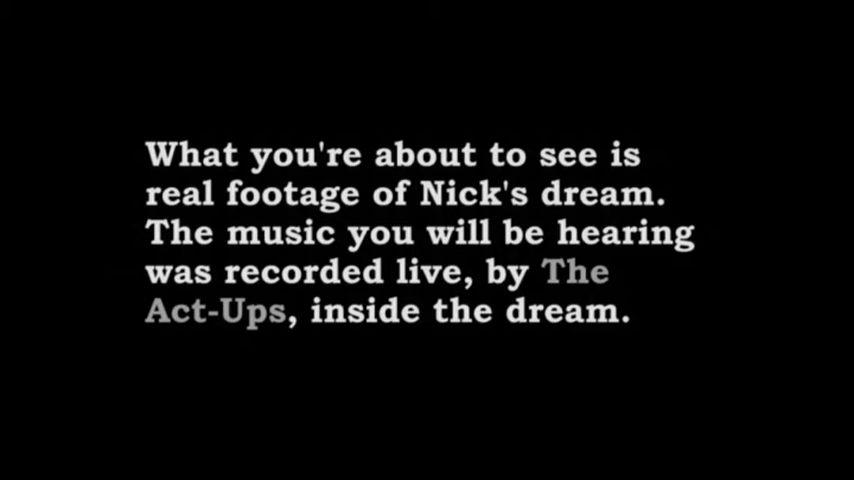 What you're about to see is
real footage of Nick's dream.
The music you will be hearing
was recorded live, by The
Act-Ups, inside the dream.